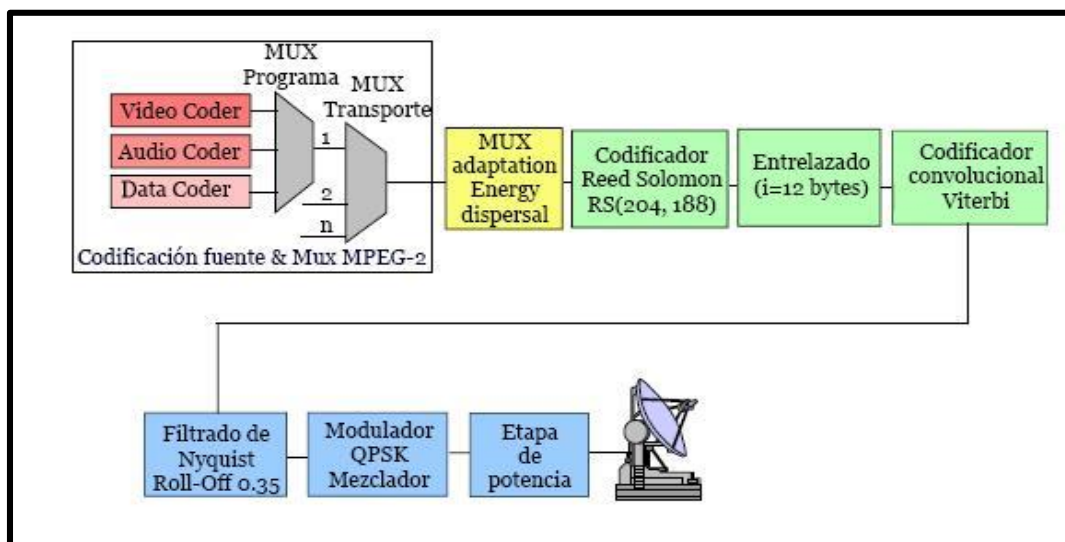 MUX
Programa
MUX
Transporte
Video Coder
Audio Coder
Data Coder
1
2
n
Codificación fuente & Mux MPEG-2
MUX
adaptation
Energy
dispersal
Codificador
Reed Solomon
RS(204, 188)
Entrelazado
(i=12 bytes)
Codificador
convolucional
Viterbi
Filtrado de
Nyquist
Roll-Off 0.35
Modulador
QPSK
Mezclador
Etapa
de
potencia